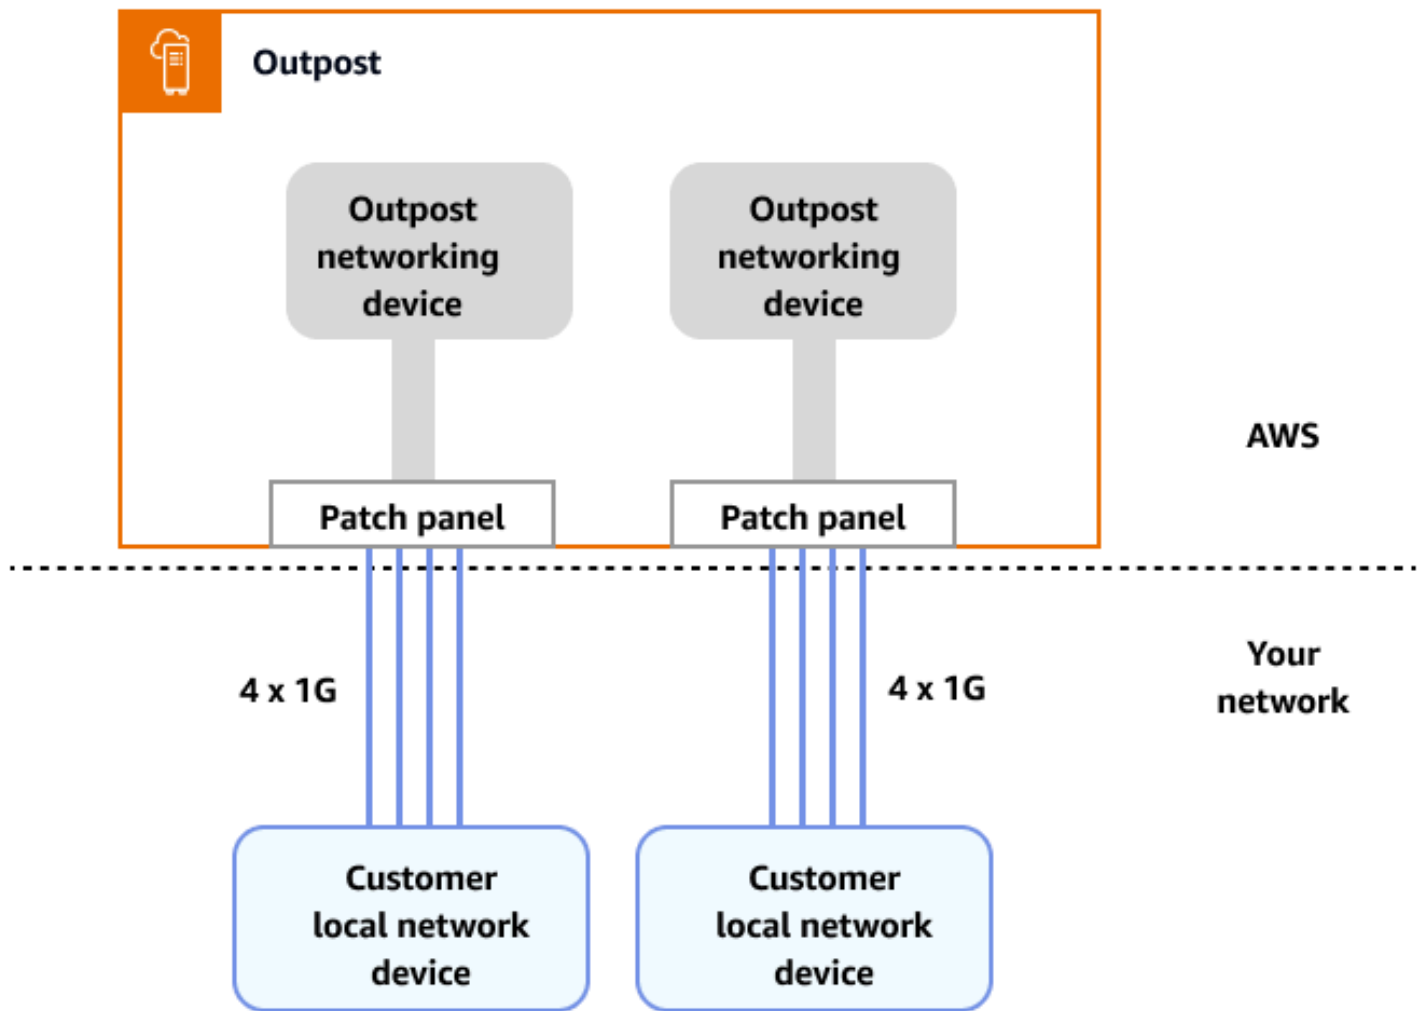 Outpost
Outpost
networking
device
Outpost
networking
device
AWS
Patch panel
Patch panel
4 x 1G
4 x 1G
Your
network
Customer
local network
device
Customer
local network
device